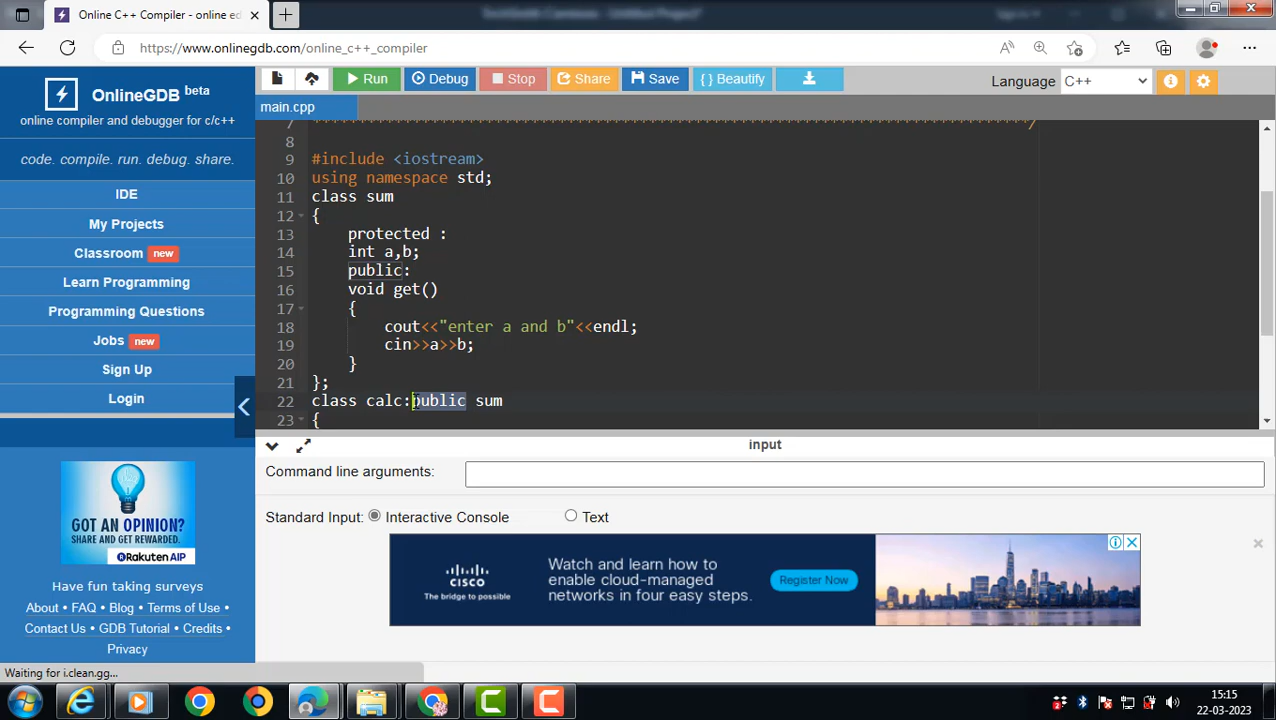 Online C++ Compiler - online ed
https://www.onlinegdb.com/online_c++_compiler
OnlineGDB beta
online compiler and debugger for c/c++
code. compile. run. debug. share.
IDE
My Projects
Classroom new
Learn Programming
Programming Questions
Jobs new
Sign Up
Login
GOT AN OPINION?
SHARE AND GET REWARDED.
Rakuten AIP
Have fun taking surveys
About • FAQ • Blog • Terms of Use •
Contact Us • GDB Tutorial • Credits •
Privacy
Run Debug Stop Share Save { } Beautify
Language C++
main.cpp
7 */
8
9 #include <iostream>
10 using namespace std;
11 class sum
12 {
13 protected :
14 int a,b;
15 public:
16 void get()
17 {
18 cout<<"enter a and b"<<endl;
19 cin>>a>>b;
20 }
21 };
22 class calc:public sum
23 {
input
Command line arguments:
Standard Input: Interactive Console Text
CISCO
The bridge to possible
Watch and learn how to
enable cloud-managed
networks in four easy steps.
Register Now
Waiting for i.clean.gg...
15:15
22-03-2023